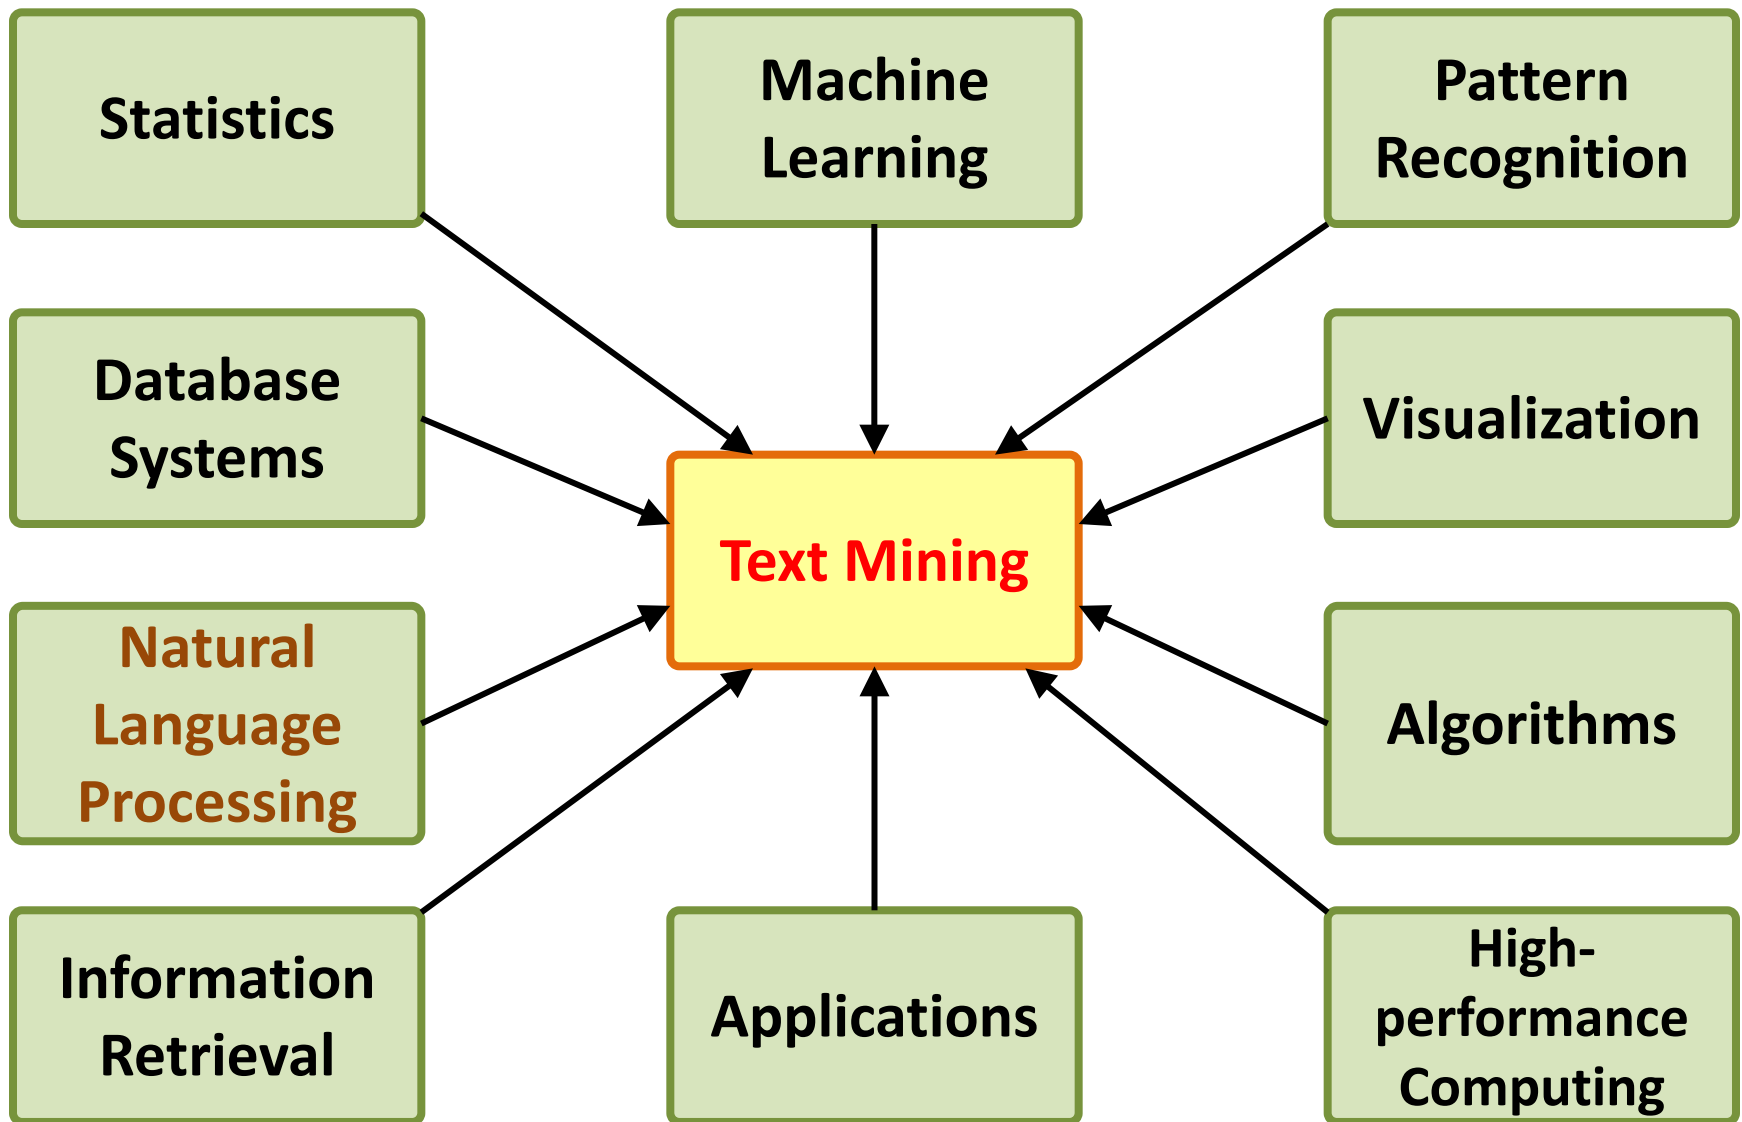 Statistics
Machine
Learning
Pattern
Recognition
Database
Systems
Text Mining
Visualization
Natural
Language
Processing
Algorithms
Information
Retrieval
Applications
High-
performance
Computing